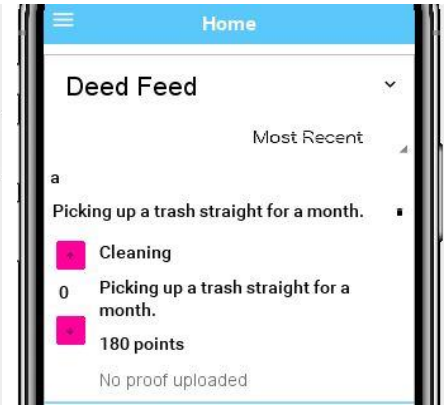 Home
Deed Feed
Most Recent
a
Picking up a trash straight for a month.
Cleaning
0
Picking up a trash straight for a
month.
180 points
No proof uploaded